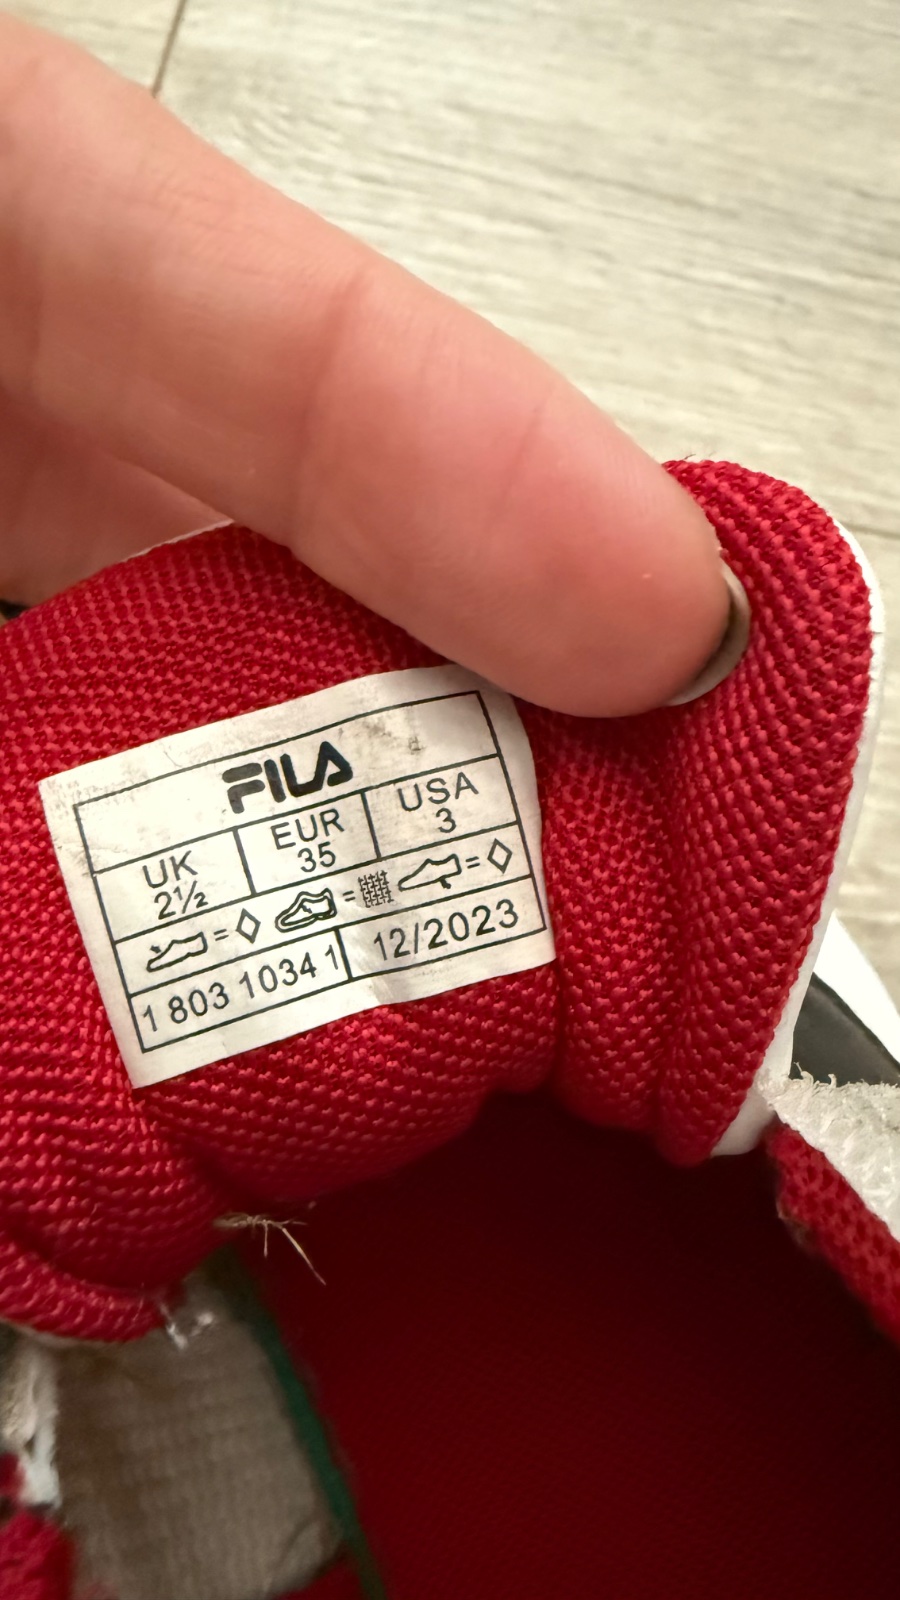 FILA
UK EUR USA
2½ 35 3
= = =
1 803 1034 1 12/2023